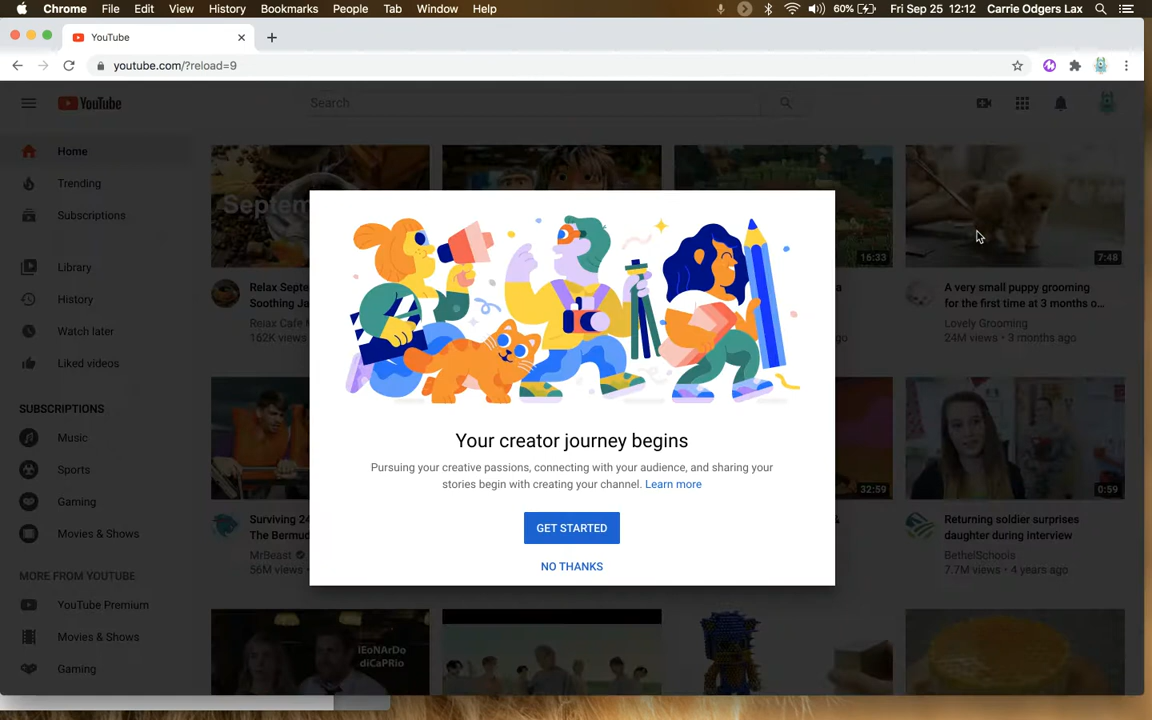 Chrome File Edit View History Bookmarks People Tab Window Help 60% Fri Sep 25 12:12 Carrie Odgers Lax
YouTube
youtube.com/?reload=9
YouTube
Search
Home
Trending
Subscriptions
Library
History
Watch later
Liked videos
SUBSCRIPTIONS
Music
Sports
Gaming
Movies & Shows
MORE FROM YOUTUBE
YouTube Premium
Movies & Shows
Gaming
Septem
Relax Sept
Soothing Ja
Relax Cafe
162K views
16:33
7:48
A very small puppy grooming
for the first time at 3 months o...
Lovely Grooming
24M views • 3 months ago
Your creator journey begins
Pursuing your creative passions, connecting with your audience, and sharing your
stories begin with creating your channel. Learn more
GET STARTED
NO THANKS
Surviving 24
The Bermud
MrBeast
56M views
32:59
0:59
Returning soldier surprises
daughter during interview
BethelSchools
7.7M views • 4 years ago
lEoNArDo
diCaPRIo